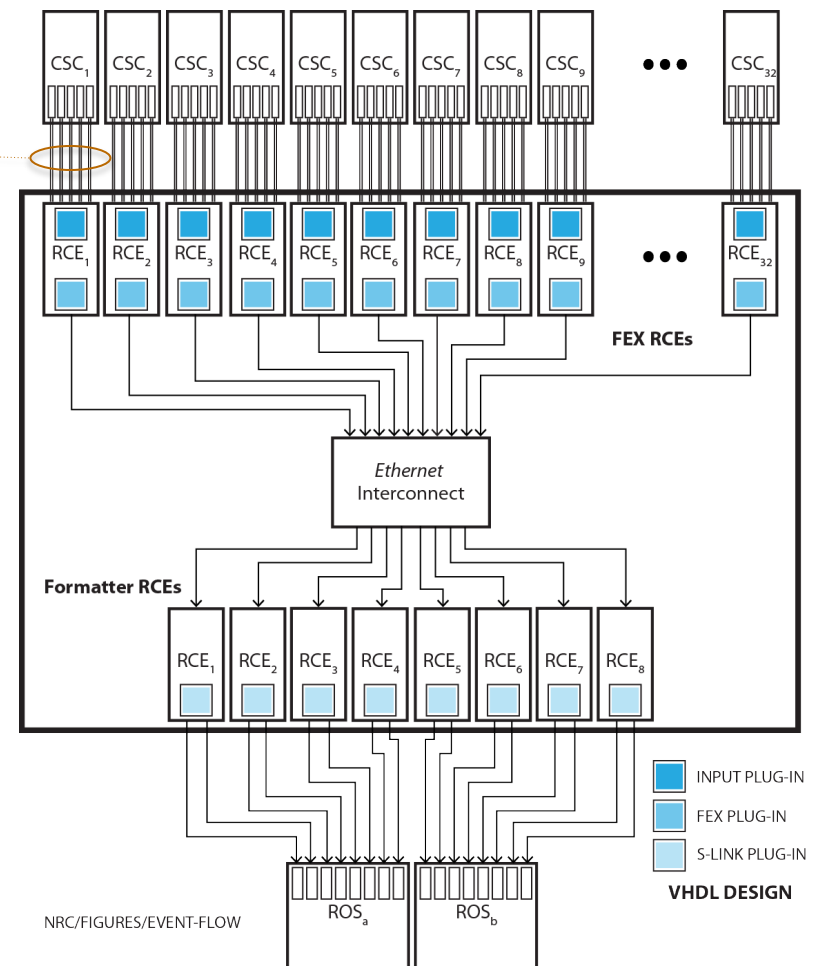 CSC1 CSC2 CSC3 CSC4 CSC5 CSC6 CSC7 CSC8 CSC9 ••• CSC32
RCE1 RCE2 RCE3 RCE4 RCE5 RCE6 RCE7 RCE8 RCE9 ••• RCE32
FEX RCEs
Ethernet
Interconnect
Formatter RCEs
RCE1 RCE2 RCE3 RCE4 RCE5 RCE6 RCE7 RCE8
INPUT PLUG-IN
FEX PLUG-IN
S-LINK PLUG-IN
VHDL DESIGN
ROSa ROSb
NRC/FIGURES/EVENT-FLOW